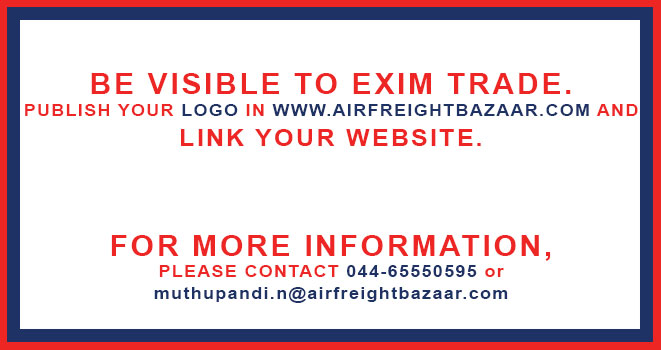 BE VISIBLE TO EXIM TRADE.
PUBLISH YOUR LOGO IN WWW.AIRFREIGHTBAZAAR.COM AND
LINK YOUR WEBSITE.
FOR MORE INFORMATION,
PLEASE CONTACT 044-65550595 or
muthupandi.n@airfreightbazaar.com